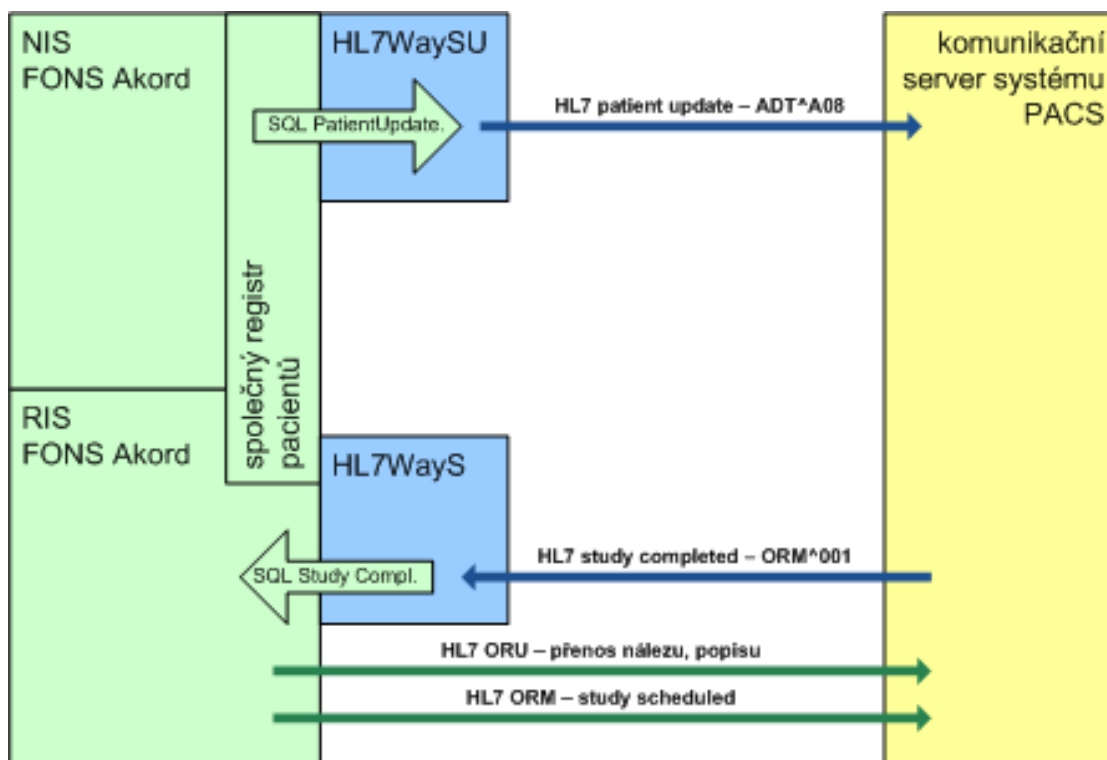 NIS
FONS Akord
HL7WaySU
komunikační
server systému
PACS
SQL PatientUpdate.
HL7 patient update – ADT^A08
společný registr
pacientů
RIS
FONS Akord
HL7WayS
HL7 study completed – ORM^001
SQL Study Compl.
HL7 ORU – přenos nálezu, popisu
HL7 ORM – study scheduled